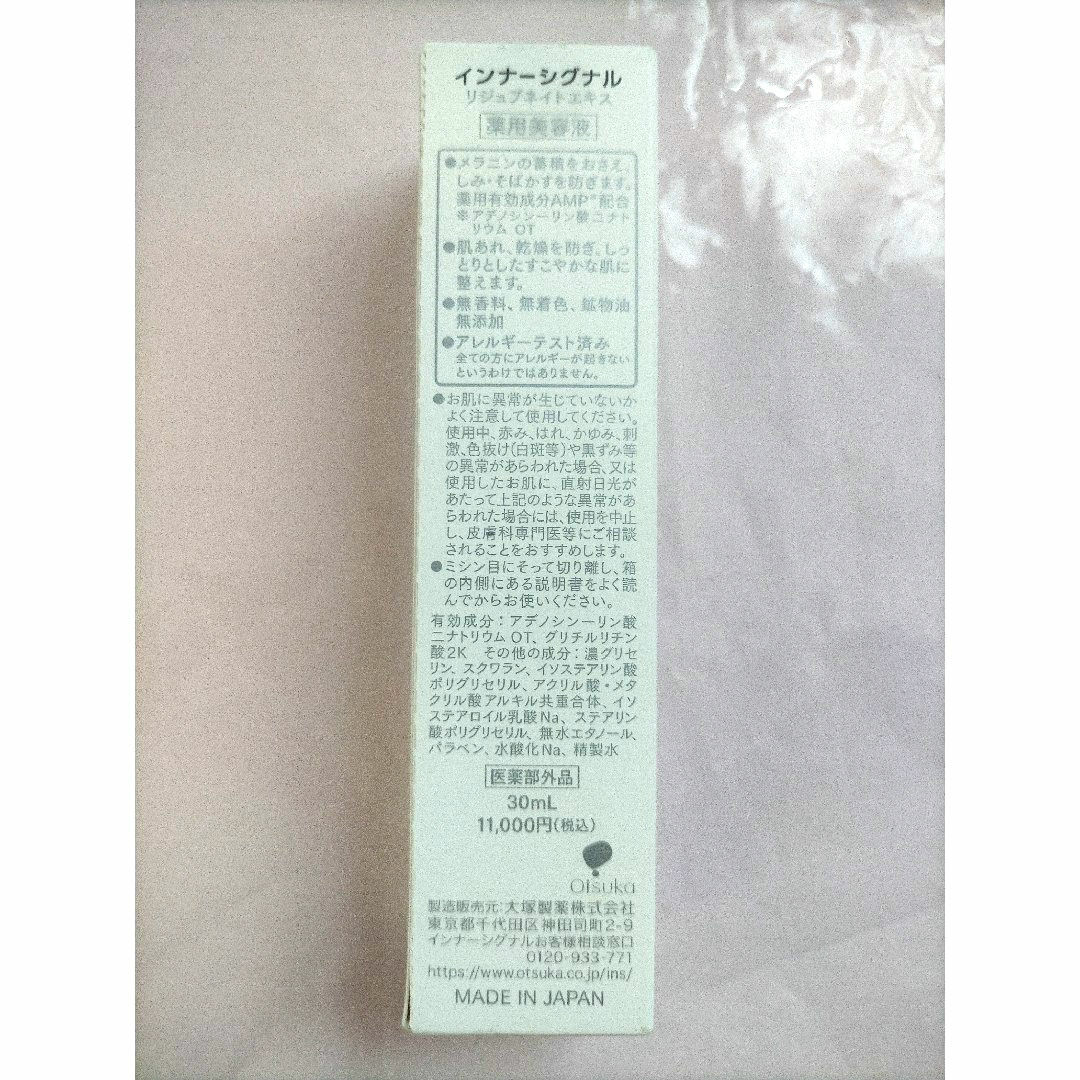 インナーシグナル
リジュブネイトエキス
薬用美容液
●メラニンの蓄積をおさえ、
しみ・そばかすを防ぎます。
薬用有効成分AMP※配合
※アデノシン一リン酸二ナト
リウム OT
●肌あれ、乾燥を防ぎ、しっ
とりとしたすこやかな肌に
整えます。
●無香料、無着色、鉱物油
無添加
●アレルギーテスト済み
全ての方にアレルギーが起きない
というわけではありません。
●お肌に異常が生じていないか
よく注意して使用してください。
使用中、赤み、はれ、かゆみ、刺
激、色抜け(白斑等)や黒ずみ等
の異常があらわれた場合、又は
使用したお肌に、直射日光が
あたって上記のような異常があ
らわれた場合には、使用を中止
し、皮膚科専門医等にご相談
されることをおすすめします。
●ミシン目にそって切り離し、箱
の内側にある説明書をよく読
んでからお使いください。
有効成分：アデノシン一リン酸
二ナトリウム OT、グリチルリチン
酸2K その他の成分：濃グリセ
リン、スクワラン、イソステアリン酸
ポリグリセリル、アクリル酸・メタ
クリル酸アルキル共重合体、イソ
ステアロイル乳酸Na、ステアリン
酸ポリグリセリル、無水エタノール、
パラベン、水酸化Na、精製水
医薬部外品
30mL
11,000円(税込)
Otsuka
製造販売元：大塚製薬株式会社
東京都千代田区神田司町2-9
インナーシグナルお客様相談窓口
0120-933-771
https://www.otsuka.co.jp/ins/
MADE IN JAPAN